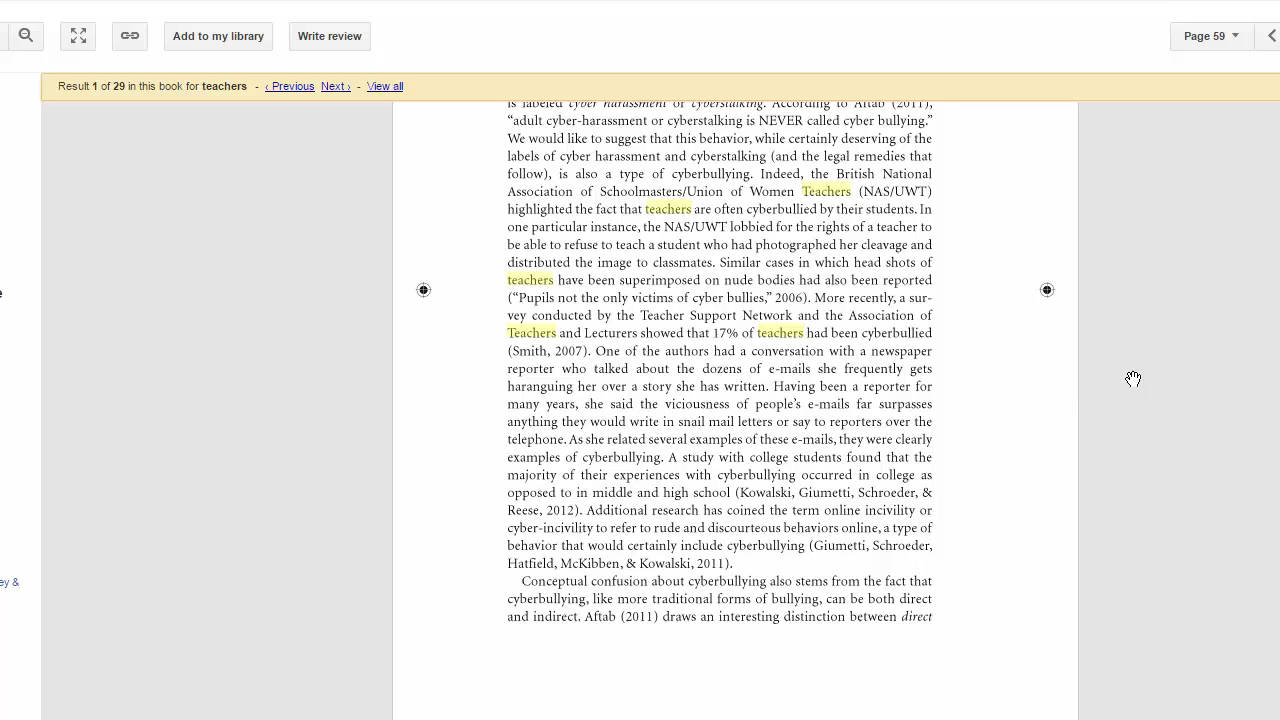 Add to my library
Write review
Page 59
Result 1 of 29 in this book for teachers - ‹ Previous Next › - View all
is labeled cyber harassment or cyberstalking. According to Aftab (2011),
“adult cyber-harassment or cyberstalking is NEVER called cyber bullying.”
We would like to suggest that this behavior, while certainly deserving of the
labels of cyber harassment and cyberstalking (and the legal remedies that
follow), is also a type of cyberbullying. Indeed, the British National
Association of Schoolmasters/Union of Women Teachers (NAS/UWT)
highlighted the fact that teachers are often cyberbullied by their students. In
one particular instance, the NAS/UWT lobbied for the rights of a teacher to
be able to refuse to teach a student who had photographed her cleavage and
distributed the image to classmates. Similar cases in which head shots of
teachers have been superimposed on nude bodies had also been reported
(“Pupils not the only victims of cyber bullies,” 2006). More recently, a sur-
vey conducted by the Teacher Support Network and the Association of
Teachers and Lecturers showed that 17% of teachers had been cyberbullied
(Smith, 2007). One of the authors had a conversation with a newspaper
reporter who talked about the dozens of e-mails she frequently gets
haranguing her over a story she has written. Having been a reporter for
many years, she said the viciousness of people’s e-mails far surpasses
anything they would write in snail mail letters or say to reporters over the
telephone. As she related several examples of these e-mails, they were clearly
examples of cyberbullying. A study with college students found that the
majority of their experiences with cyberbullying occurred in college as
opposed to in middle and high school (Kowalski, Giumetti, Schroeder, &
Reese, 2012). Additional research has coined the term online incivility or
cyber-incivility to refer to rude and discourteous behaviors online, a type of
behavior that would certainly include cyberbullying (Giumetti, Schroeder,
Hatfield, McKibben, & Kowalski, 2011).
Conceptual confusion about cyberbullying also stems from the fact that
cyberbullying, like more traditional forms of bullying, can be both direct
and indirect. Aftab (2011) draws an interesting distinction between direct
e
ey &